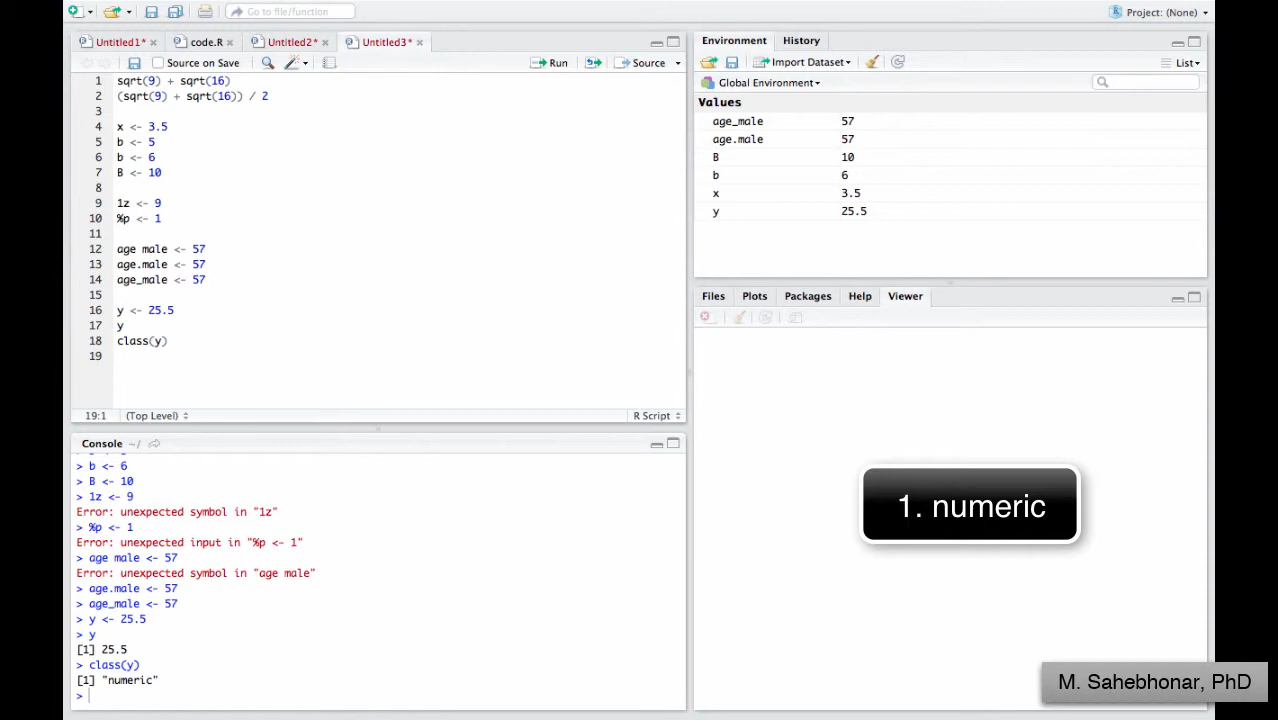 Go to file/function
Project: (None)
Untitled1*
code.R
Untitled2*
Untitled3*
Source on Save
Run
Source
1 sqrt(9) + sqrt(16)
2 (sqrt(9) + sqrt(16)) / 2
3
4 x <- 3.5
5 b <- 5
6 b <- 6
7 B <- 10
8
9 1z <- 9
10 %p <- 1
11
12 age male <- 57
13 age.male <- 57
14 age_male <- 57
15
16 y <- 25.5
17 y
18 class(y)
19
19:1 (Top Level) R Script
Console ~/
> b <- 6
> B <- 10
> 1z <- 9
Error: unexpected symbol in "1z"
> %p <- 1
Error: unexpected input in "%p <- 1"
> age male <- 57
Error: unexpected symbol in "age male"
> age.male <- 57
> age_male <- 57
> y <- 25.5
> y
[1] 25.5
> class(y)
[1] "numeric"
>
Environment History
Import Dataset
List
Global Environment
Values
age_male 57
age.male 57
B 10
b 6
x 3.5
y 25.5
Files Plots Packages Help Viewer
1. numeric
M. Sahebhonar, PhD